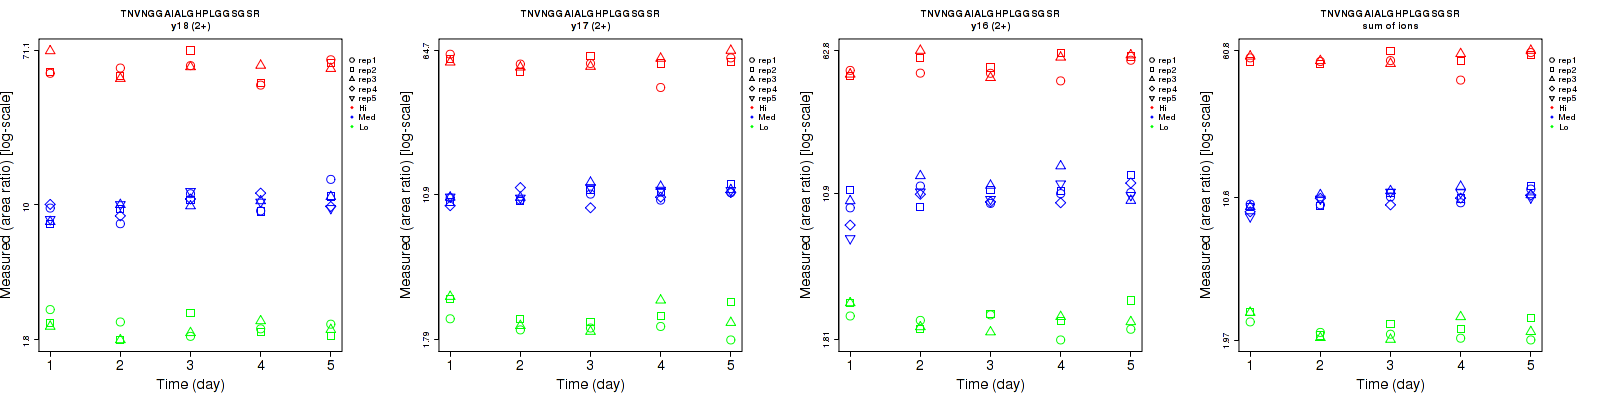 TNVNGGAIALGHPLGGSGSR
y18 (2+)
Measured (area ratio) [log-scale]
71.1
10
1.8
1 2 3 4 5
Time (day)
rep1
rep2
rep3
rep4
rep5
Hi
Med
Lo
TNVNGGAIALGHPLGGSGSR
y17 (2+)
Measured (area ratio) [log-scale]
64.7
10.9
1.79
1 2 3 4 5
Time (day)
rep1
rep2
rep3
rep4
rep5
Hi
Med
Lo
TNVNGGAIALGHPLGGSGSR
y16 (2+)
Measured (area ratio) [log-scale]
62.8
10.9
1.81
1 2 3 4 5
Time (day)
rep1
rep2
rep3
rep4
rep5
Hi
Med
Lo
TNVNGGAIALGHPLGGSGSR
sum of ions
Measured (area ratio) [log-scale]
60.8
10.8
1.97
1 2 3 4 5
Time (day)
rep1
rep2
rep3
rep4
rep5
Hi
Med
Lo